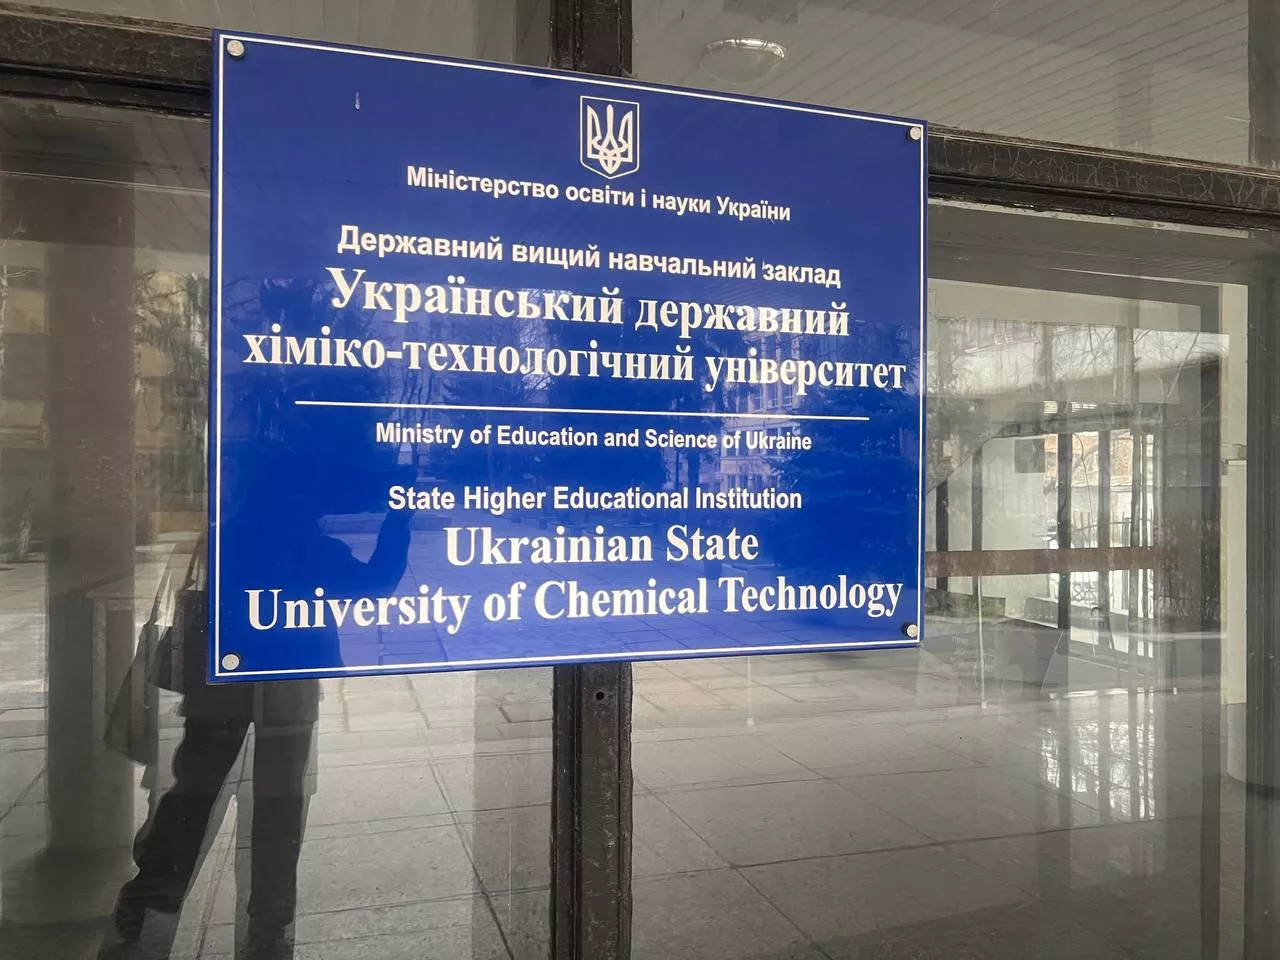 Міністерство освіти і науки України
Державний вищий навчальний заклад
Український державний
хіміко-технологічний університет
Ministry of Education and Science of Ukraine
State Higher Educational Institution
Ukrainian State
University of Chemical Technology